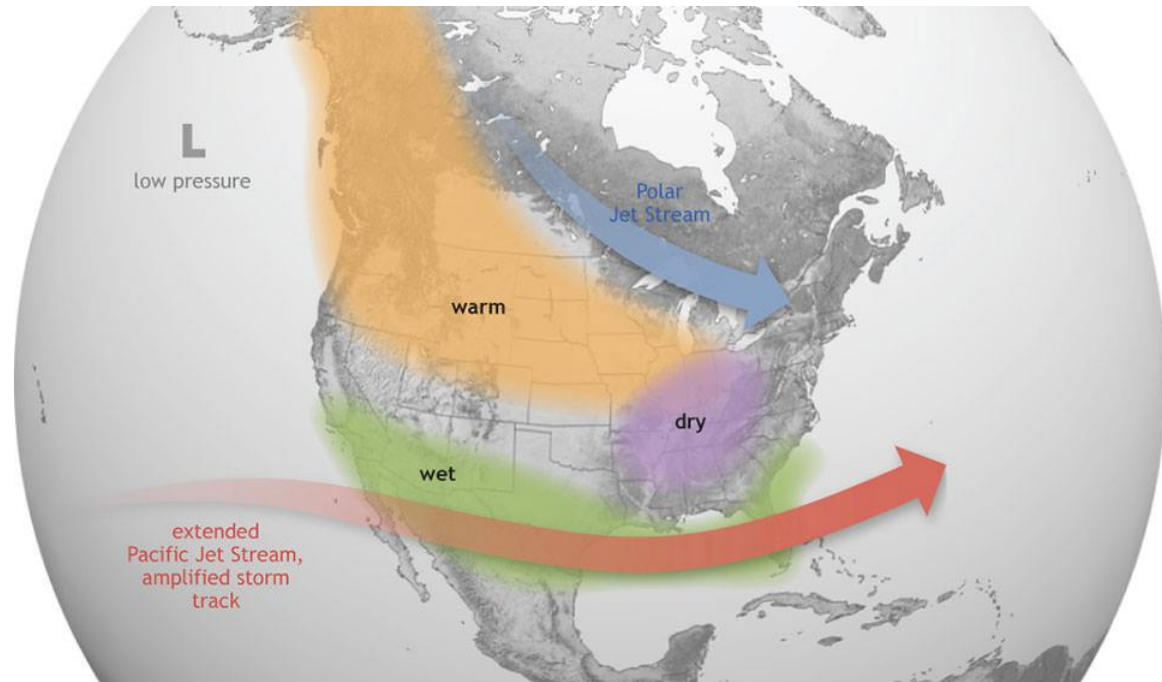 L
low pressure
Polar
Jet Stream
warm
dry
wet
extended
Pacific Jet Stream,
amplified storm
track